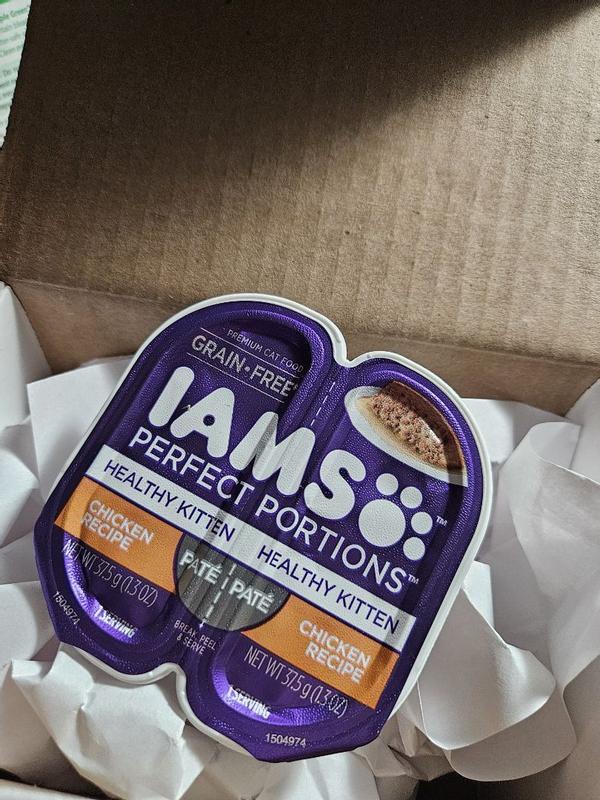 PREMIUM CAT FOOD
GRAIN•FREE*
IAMS™
PERFECT PORTIONS™
HEALTHY KITTEN
HEALTHY KITTEN
CHICKEN
RECIPE
NET WT 37.5 g (1.3 OZ)
1 SERVING
1504974
PATÉ
PATÉ
BREAK, PEEL
& SERVE
CHICKEN
RECIPE
NET WT 37.5 g (1.3 OZ)
1 SERVING
1504974